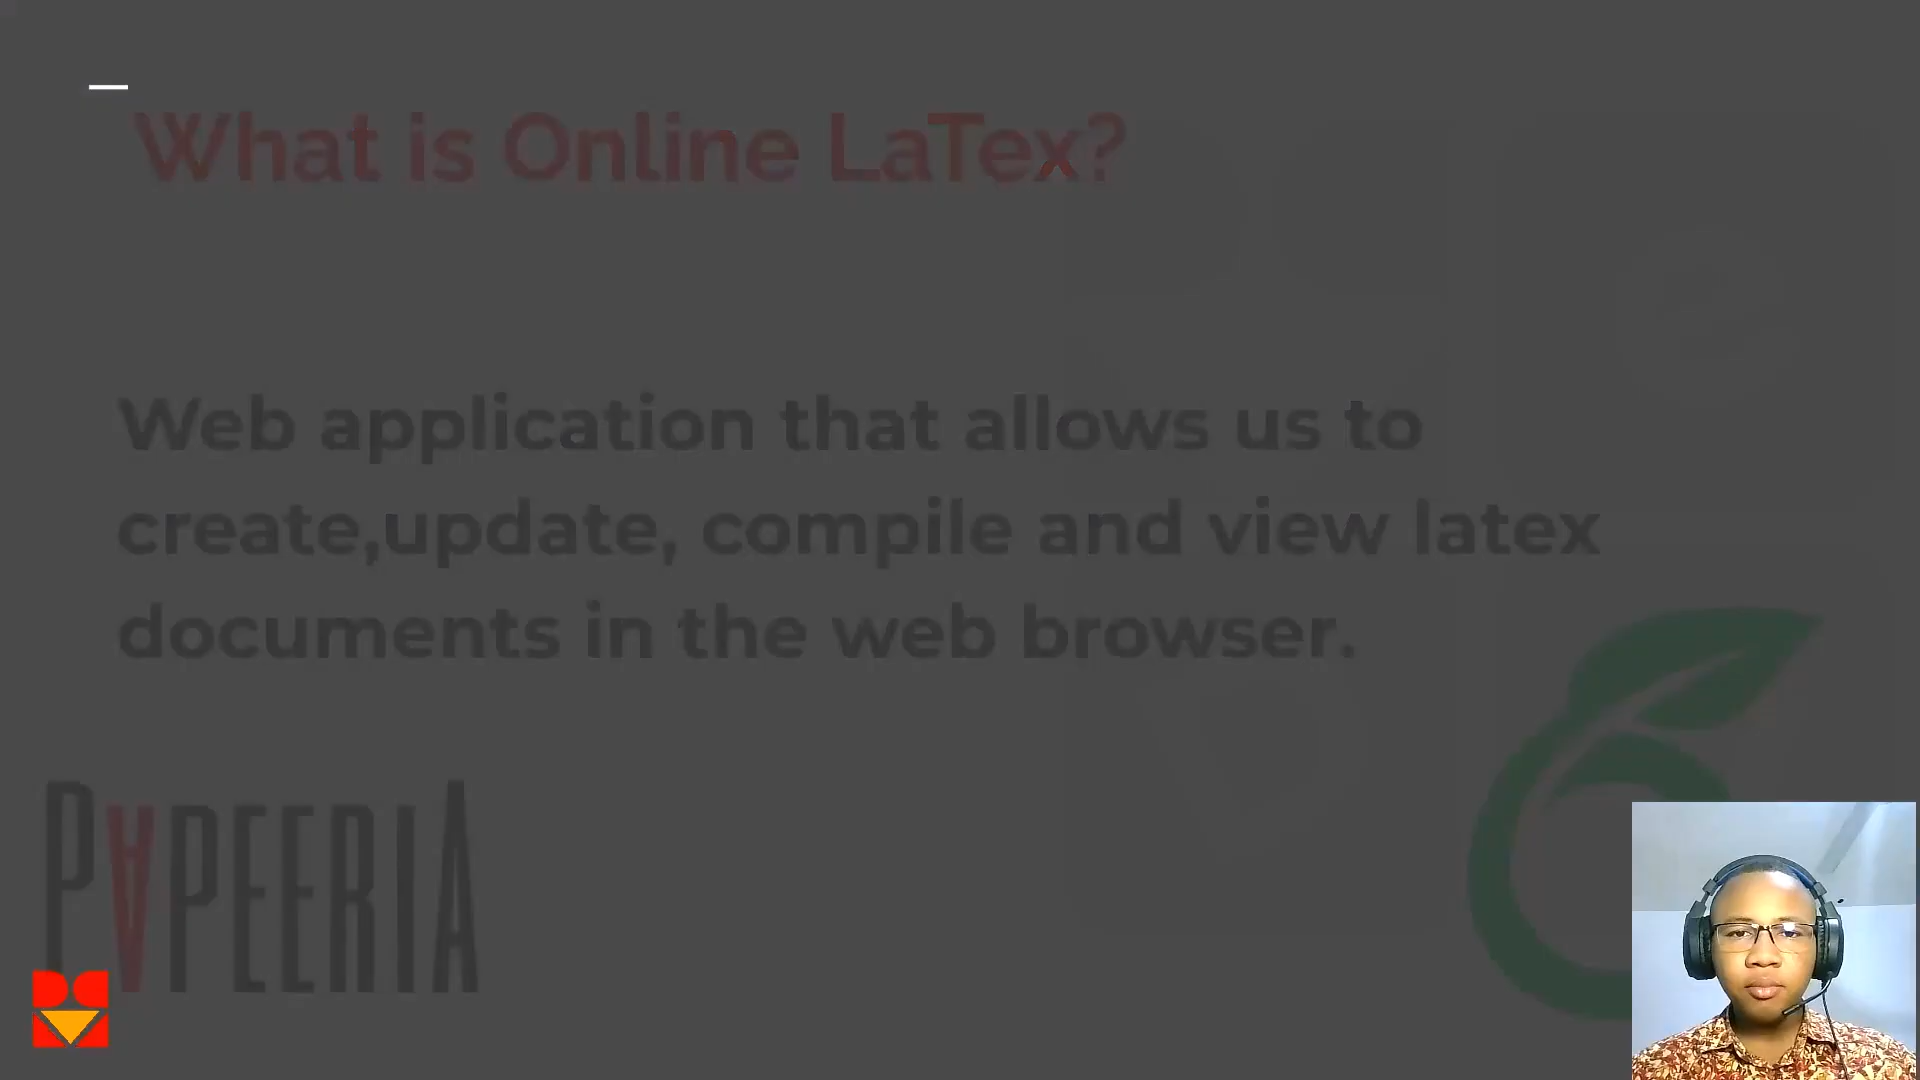 What is Online LaTex?
Web application that allows us to
create,update, compile and view latex
documents in the web browser.
PAPEERIA